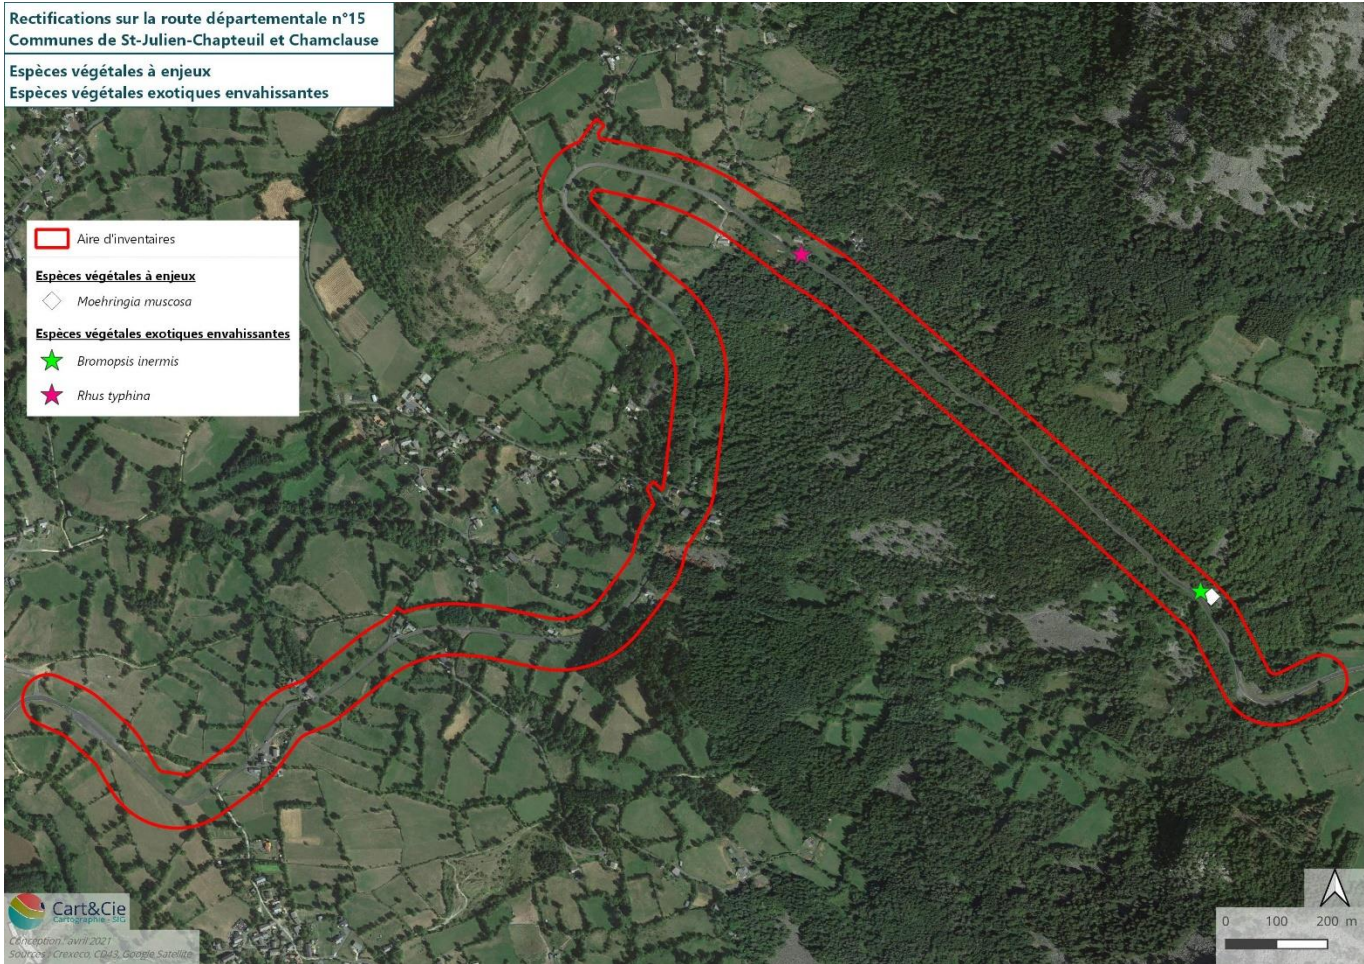 Rectifications sur la route départementale n°15
Communes de St-Julien-Chapteuil et Chamclause
Espèces végétales à enjeux
Espèces végétales exotiques envahissantes
Aire d'inventaires
Espèces végétales à enjeux
Moehringia muscosa
Espèces végétales exotiques envahissantes
Bromopsis inermis
Rhus typhina
Cart&Cie
Cartographie - SIG
Conception : avril 2021
Sources : Crexeco, CD43, Google Satellite
0 100 200 m